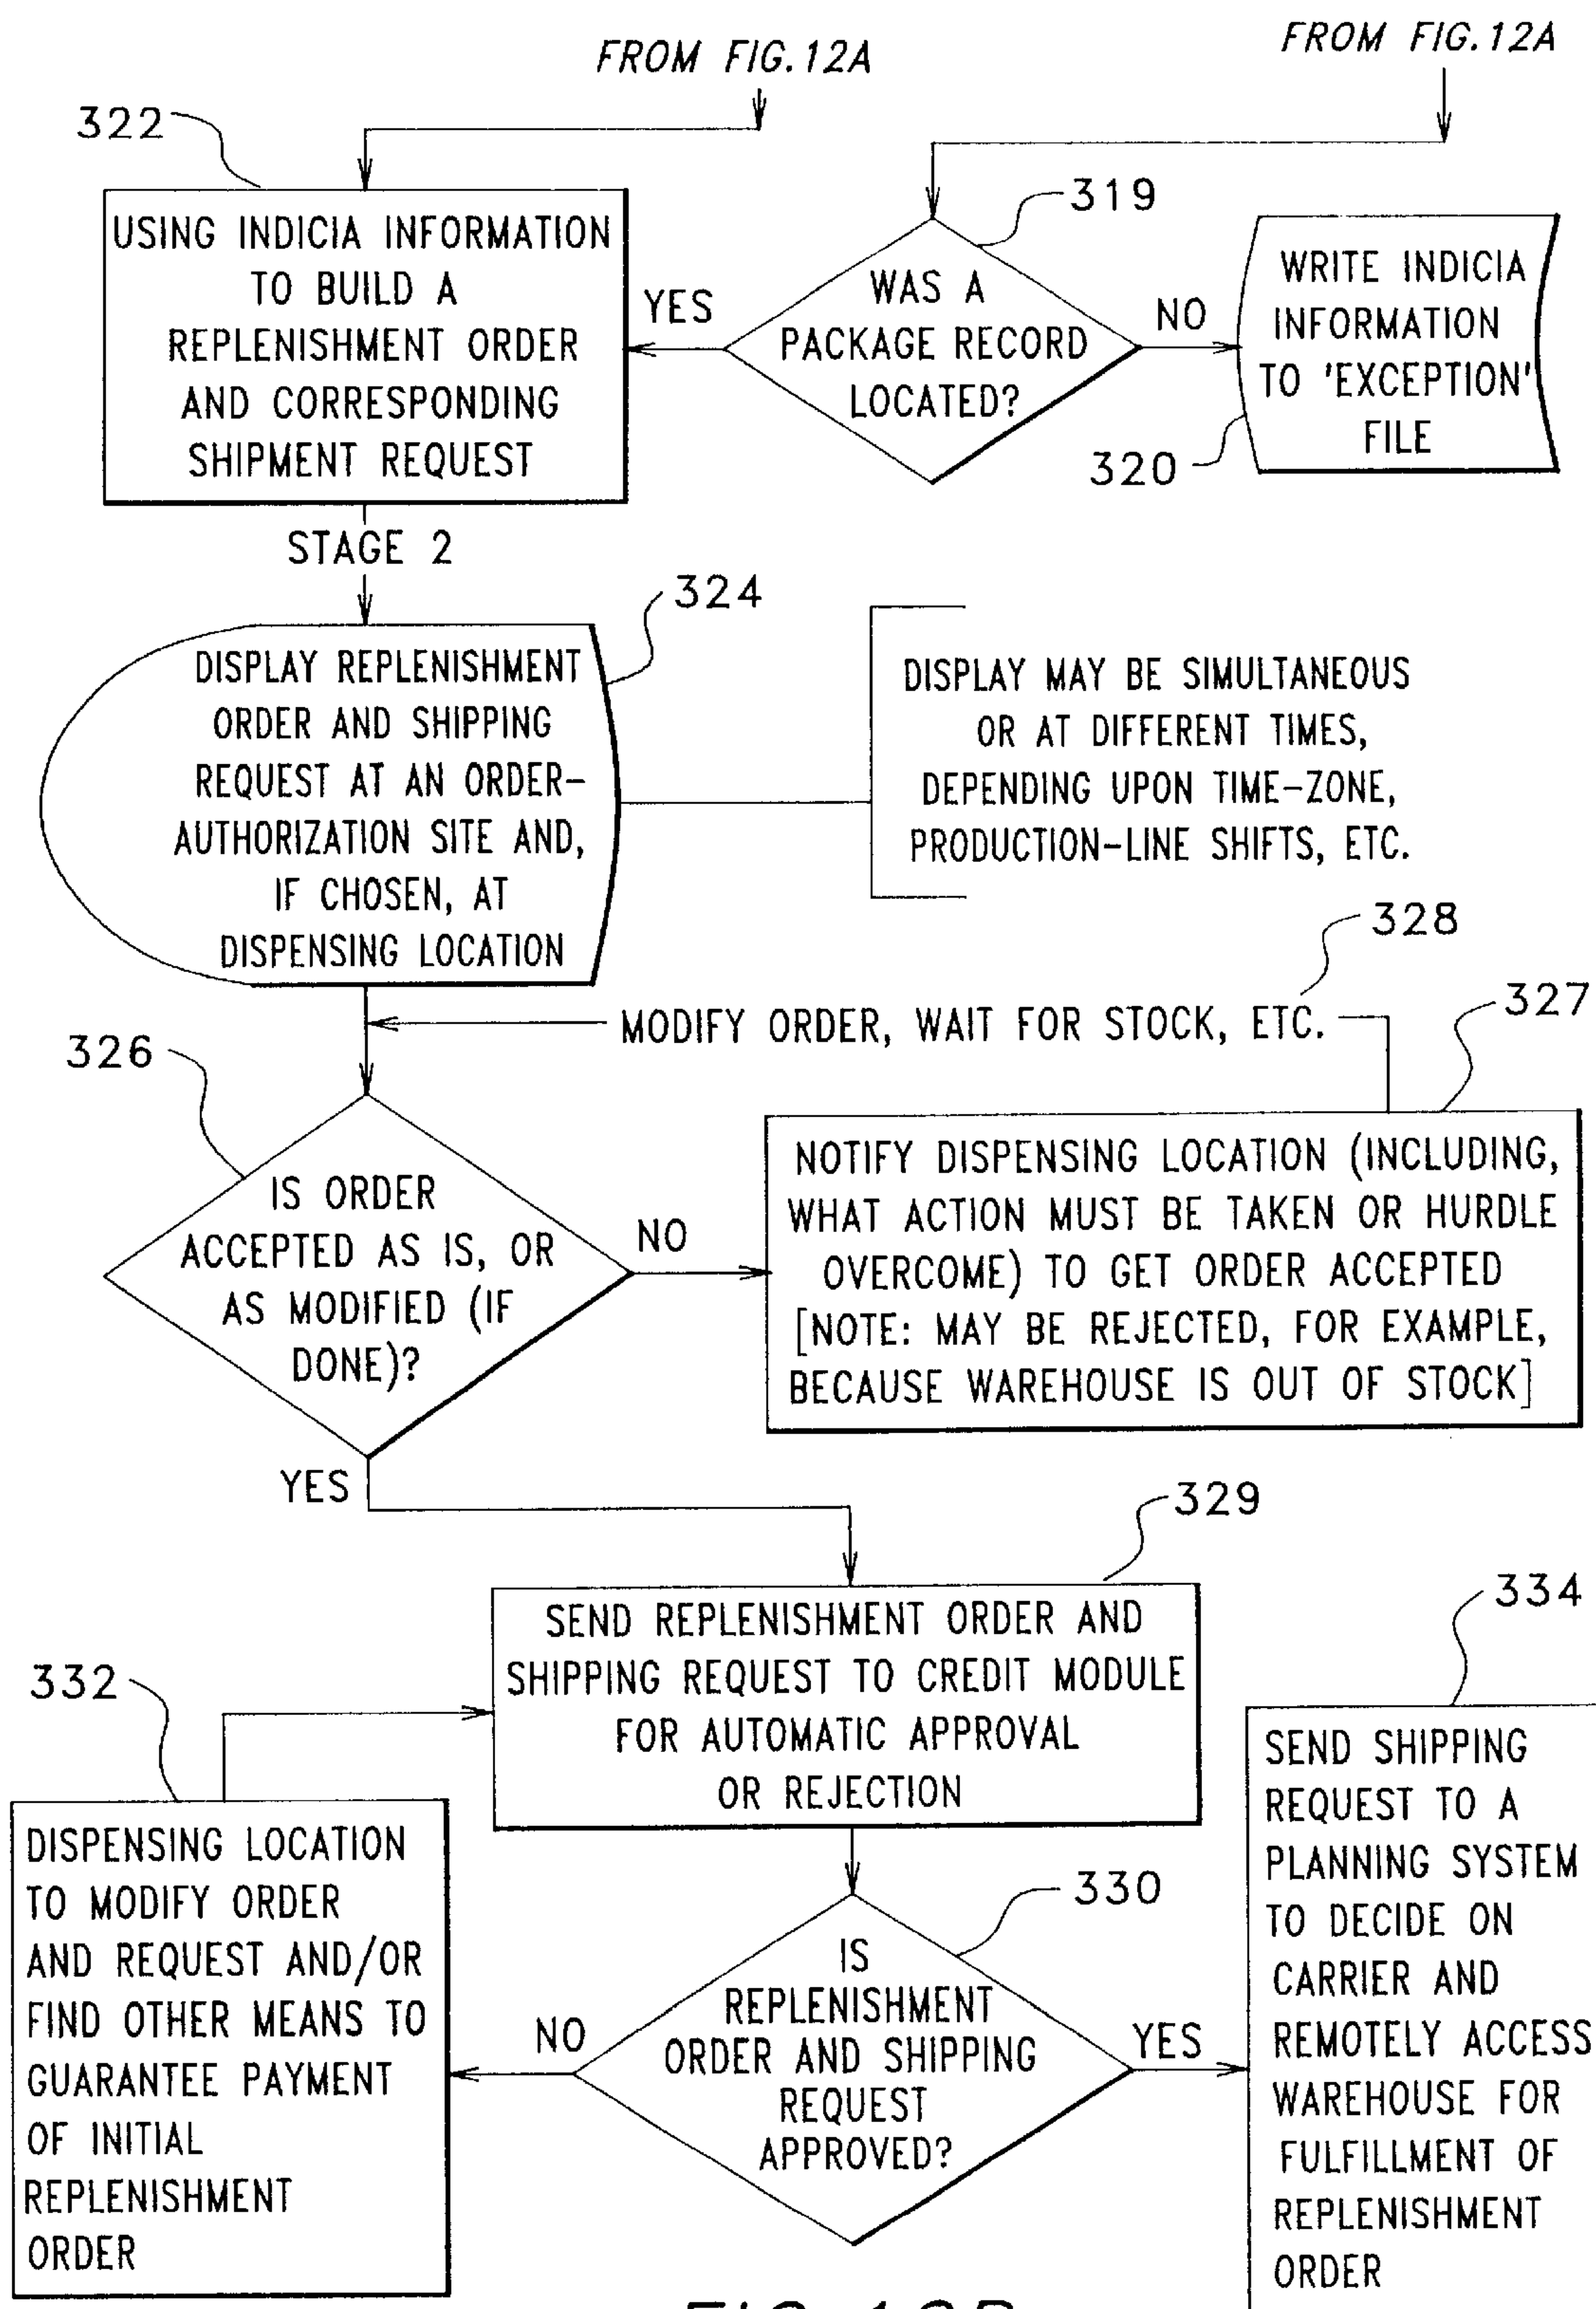 FROM FIG.12A
FROM FIG.12A
322
USING INDICIA INFORMATION
TO BUILD A
REPLENISHMENT ORDER
AND CORRESPONDING
SHIPMENT REQUEST
YES
319
WAS A
PACKAGE RECORD
LOCATED?
NO
WRITE INDICIA
INFORMATION
TO 'EXCEPTION'
FILE
320
STAGE 2
324
DISPLAY REPLENISHMENT
ORDER AND SHIPPING
REQUEST AT AN ORDER-
AUTHORIZATION SITE AND,
IF CHOSEN, AT
DISPENSING LOCATION
DISPLAY MAY BE SIMULTANEOUS
OR AT DIFFERENT TIMES,
DEPENDING UPON TIME-ZONE,
PRODUCTION-LINE SHIFTS, ETC.
328
MODIFY ORDER, WAIT FOR STOCK, ETC.
327
326
IS ORDER
ACCEPTED AS IS, OR
AS MODIFIED (IF
DONE)?
NO
NOTIFY DISPENSING LOCATION (INCLUDING,
WHAT ACTION MUST BE TAKEN OR HURDLE
OVERCOME) TO GET ORDER ACCEPTED
[NOTE: MAY BE REJECTED, FOR EXAMPLE,
BECAUSE WAREHOUSE IS OUT OF STOCK]
YES
329
SEND REPLENISHMENT ORDER AND
SHIPPING REQUEST TO CREDIT MODULE
FOR AUTOMATIC APPROVAL
OR REJECTION
332
DISPENSING LOCATION
TO MODIFY ORDER
AND REQUEST AND/OR
FIND OTHER MEANS TO
GUARANTEE PAYMENT
OF INITIAL
REPLENISHMENT
ORDER
NO
330
IS
REPLENISHMENT
ORDER AND SHIPPING
REQUEST
APPROVED?
YES
334
SEND SHIPPING
REQUEST TO A
PLANNING SYSTEM
TO DECIDE ON
CARRIER AND
REMOTELY ACCESS
WAREHOUSE FOR
FULFILLMENT OF
REPLENISHMENT
ORDER